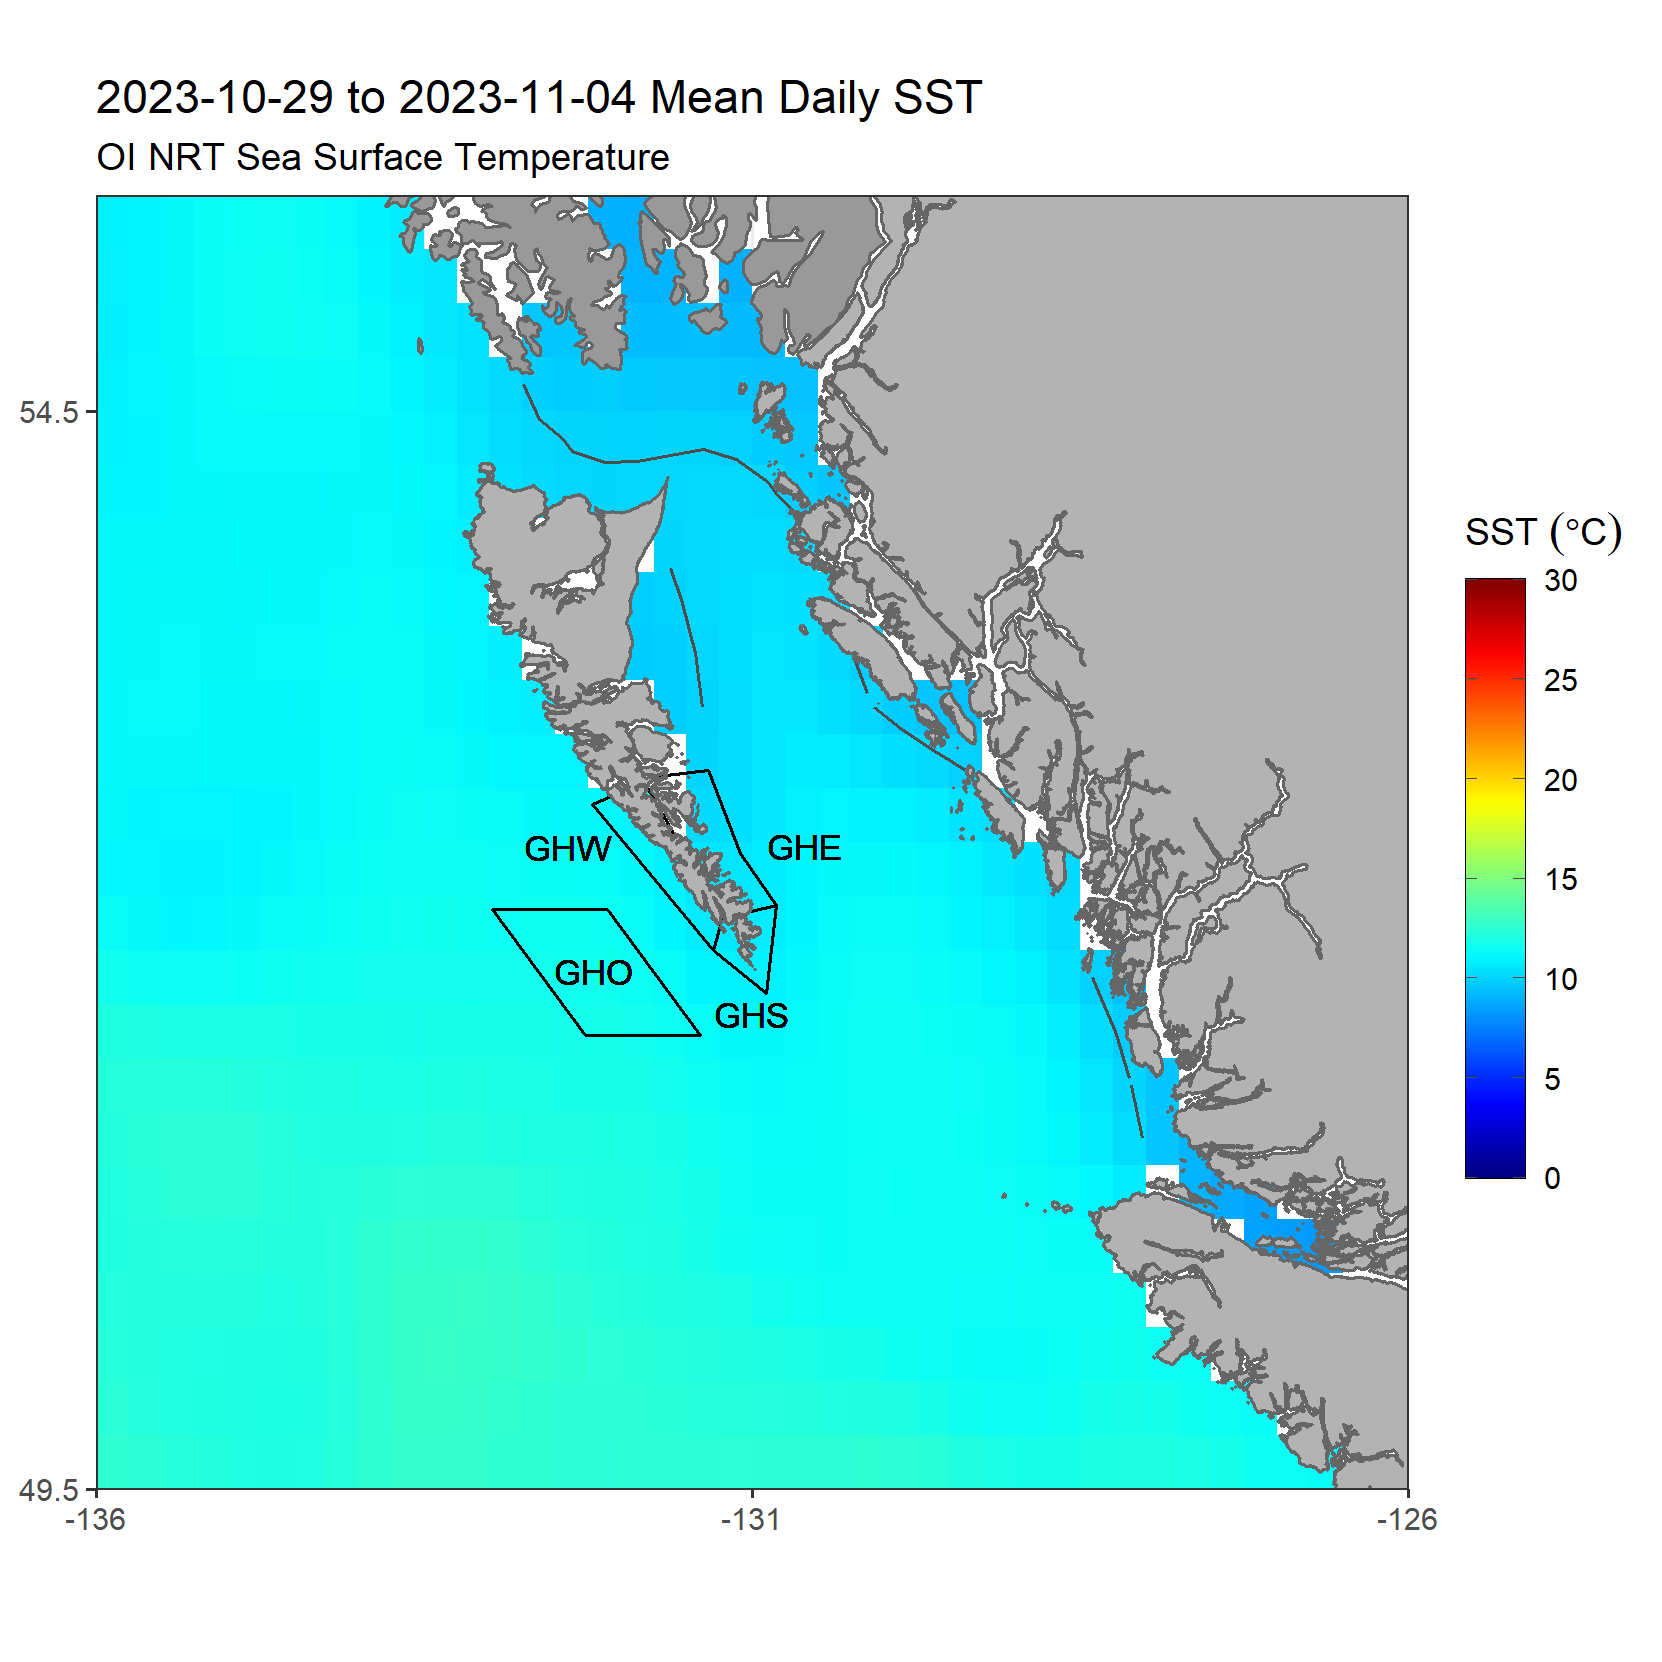 2023-10-29 to 2023-11-04 Mean Daily SST
OI NRT Sea Surface Temperature
54.5
49.5
-136
-131
-126
GHW
GHE
GHO
GHS
SST (°C)
30
25
20
15
10
5
0